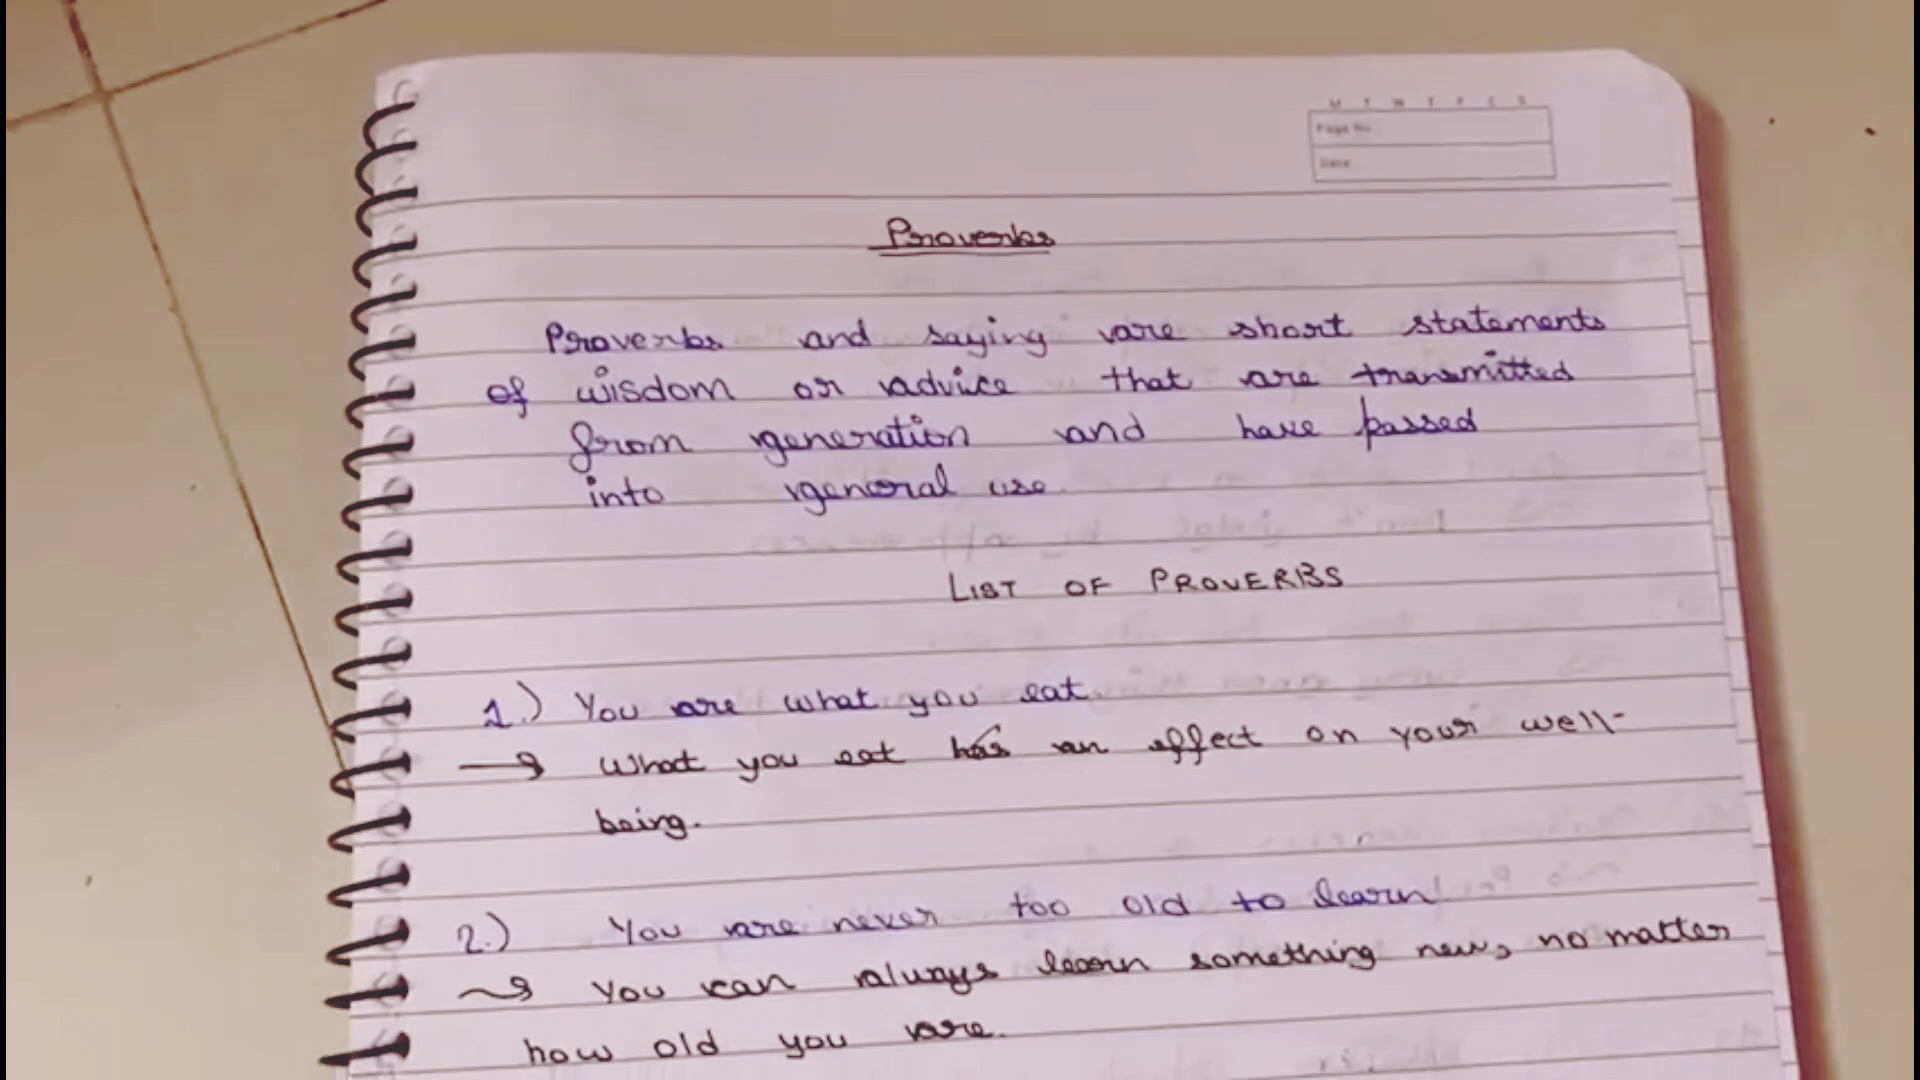 M T W T F S S
Page No.:
Date:
Proverbs
Proverbs and saying are short statements
of wisdom or advice that are transmitted
from generation and have passed
into general use
LIST OF PROVERBS
1.) You are what you eat.
→ What you eat has an effect on your well-
being.
2.) You are never too old to learn
→ You can always learn something new, no matter
how old you are.